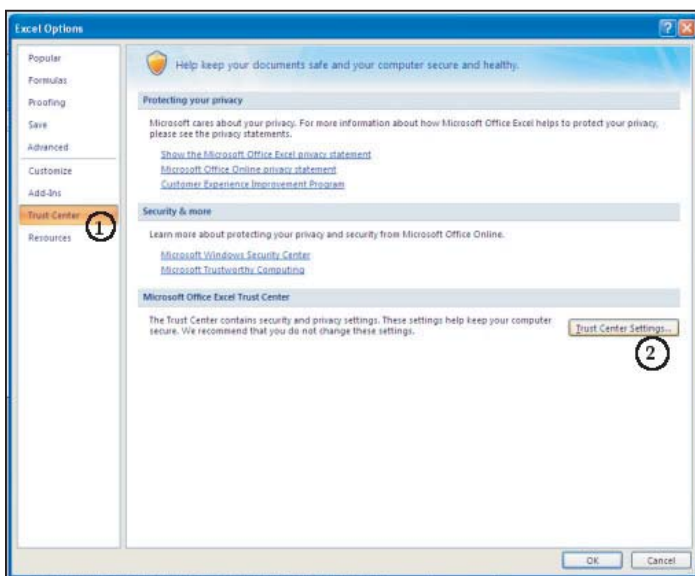 Excel Options
Popular
Formulas
Proofing
Save
Advanced
Customize
Add-Ins
Trust Center
Resources
1
Help keep your documents safe and your computer secure and healthy.
Protecting your privacy
Microsoft cares about your privacy. For more information about how Microsoft Office Excel helps to protect your privacy,
please see the privacy statements.
Show the Microsoft Office Excel privacy statement
Microsoft Office Online privacy statement
Customer Experience Improvement Program
Security & more
Learn more about protecting your privacy and security from Microsoft Office Online.
Microsoft Windows Security Center
Microsoft Trustworthy Computing
Microsoft Office Excel Trust Center
The Trust Center contains security and privacy settings. These settings help keep your computer
secure. We recommend that you do not change these settings.
Trust Center Settings...
2
OK
Cancel